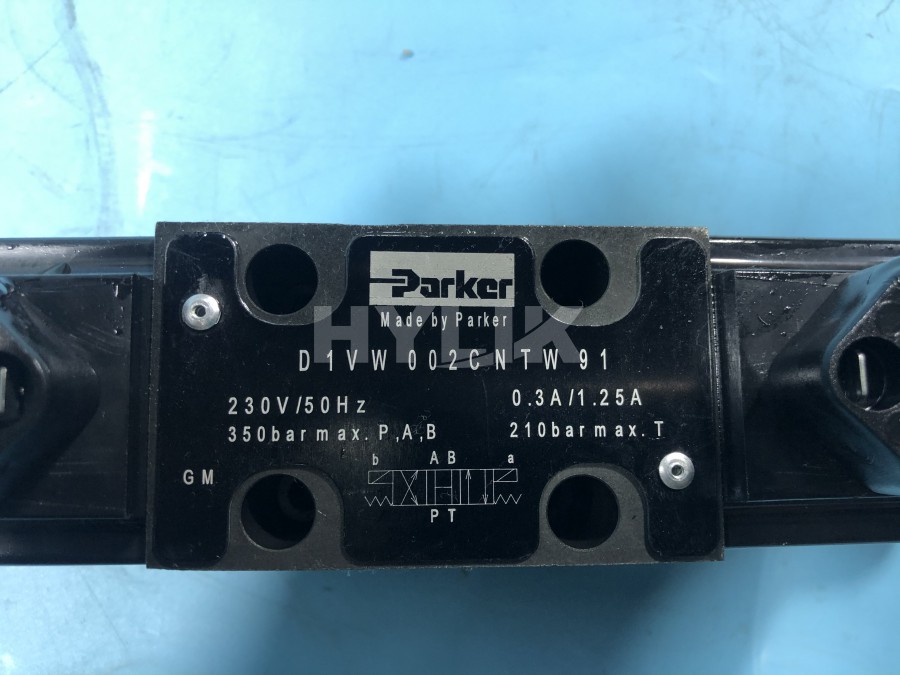 Parker
Made by Parker
HYLIK
D1VW002CNTW91
230V/50Hz 0.3A/1.25A
350bar max. P,A,B 210bar max. T
b AB a
GM
PT